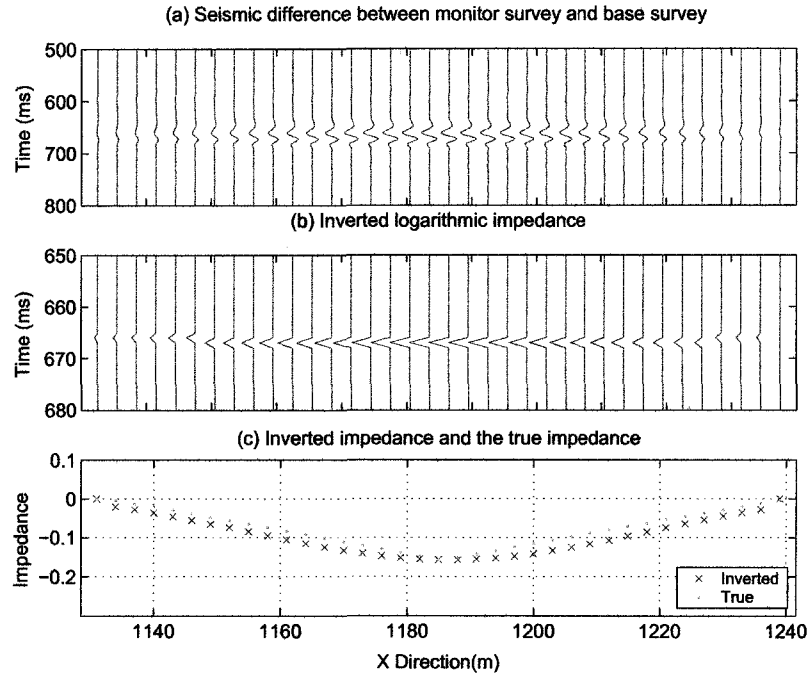 (a) Seismic difference between monitor survey and base survey
500
600
700
800
Time (ms)
(b) Inverted logarithmic impedance
650
660
670
680
Time (ms)
(c) Inverted impedance and the true impedance
0.1
0
−0.1
−0.2
Impedance
× Inverted
True
1140 1160 1180 1200 1220 1240
X Direction(m)